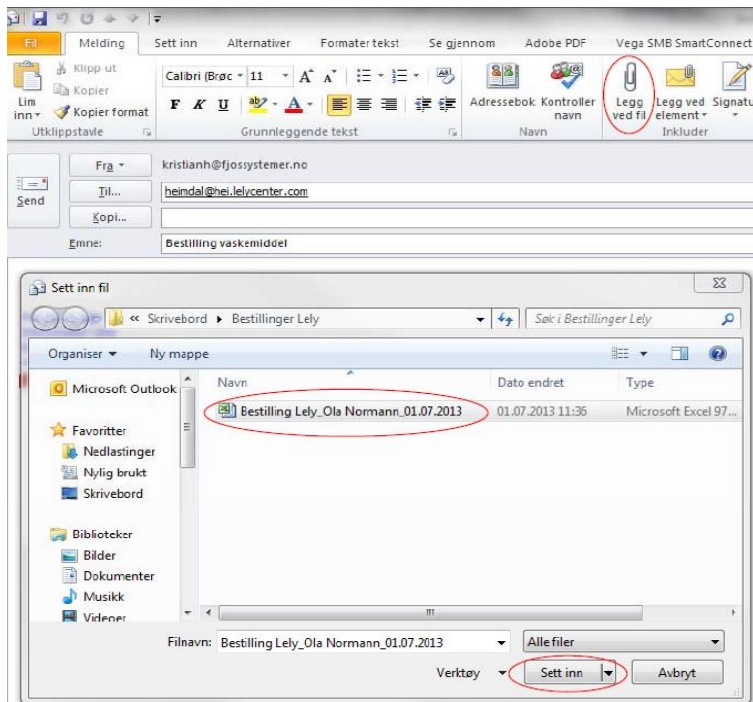 Fil Melding Sett inn Alternativer Formater tekst Se gjennom Adobe PDF Vega SMB SmartConnect
Lim inn
Klipp ut
Kopier
Kopier format
Utklippstavle
Calibri (Brøc 11 A A
F K U ab A
Grunnleggende tekst
Adressebok Kontroller navn
Navn
Legg ved fil Legg ved element
Inkluder
Send
Fra kristianh@fjossystemer.no
Til... heimdal@hei.lelycenter.com
Kopi...
Emne: Bestilling vaskemiddel
Sett inn fil
« Skrivebord Bestillinger Lely Søk i Bestillinger Lely
Organiser Ny mappe
Microsoft Outlook
Favoritter
Nedlastinger
Nylig brukt
Skrivebord
Biblioteker
Bilder
Dokumenter
Musikk
Videoer
Navn Dato endret Type
Bestilling Lely_Ola Normann_01.07.2013 01.07.2013 11:36 Microsoft Excel 97...
Filnavn: Bestilling Lely_Ola Normann_01.07.2013 Alle filer
Verktøy Sett inn Avbryt